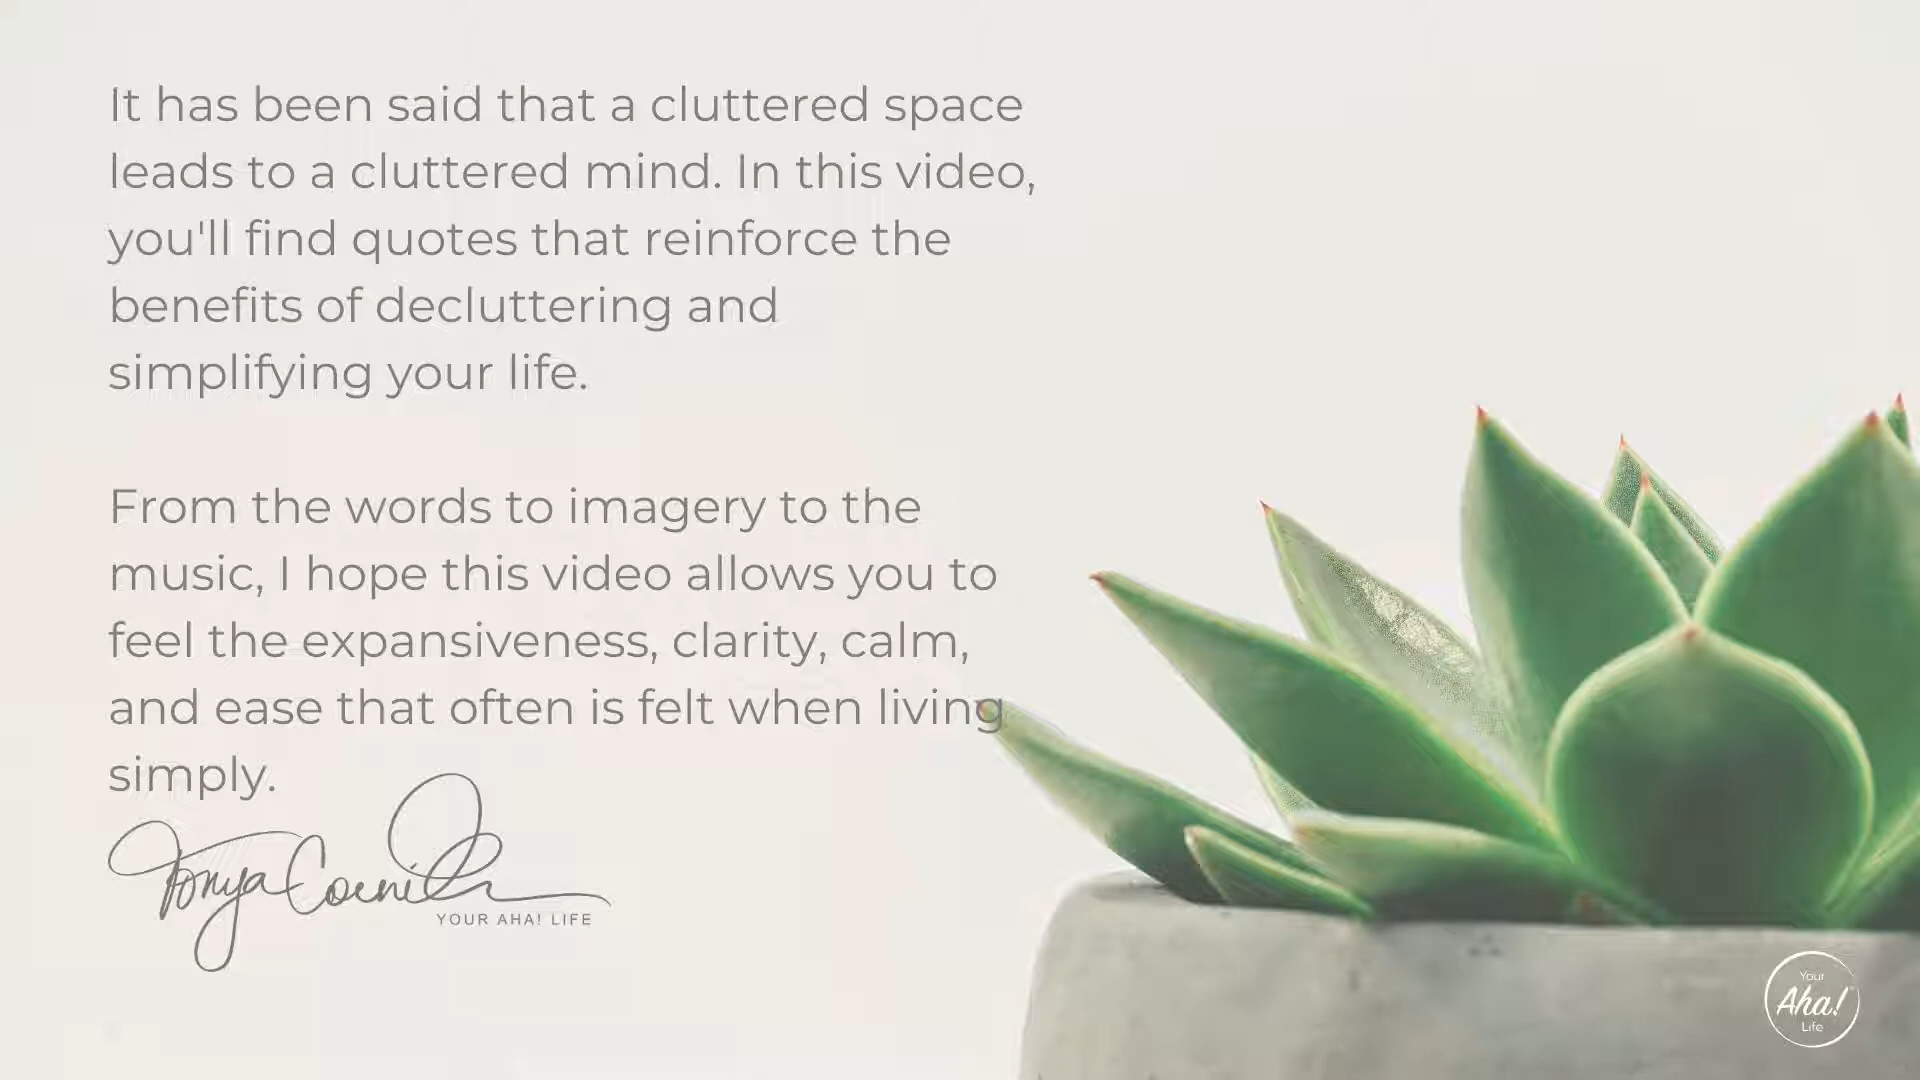 It has been said that a cluttered space
leads to a cluttered mind. In this video,
you'll find quotes that reinforce the
benefits of decluttering and
simplifying your life.
From the words to imagery to the
music, I hope this video allows you to
feel the expansiveness, clarity, calm,
and ease that often is felt when living
simply.
Tonya
YOUR AHA! LIFE
Your
Aha!
Life